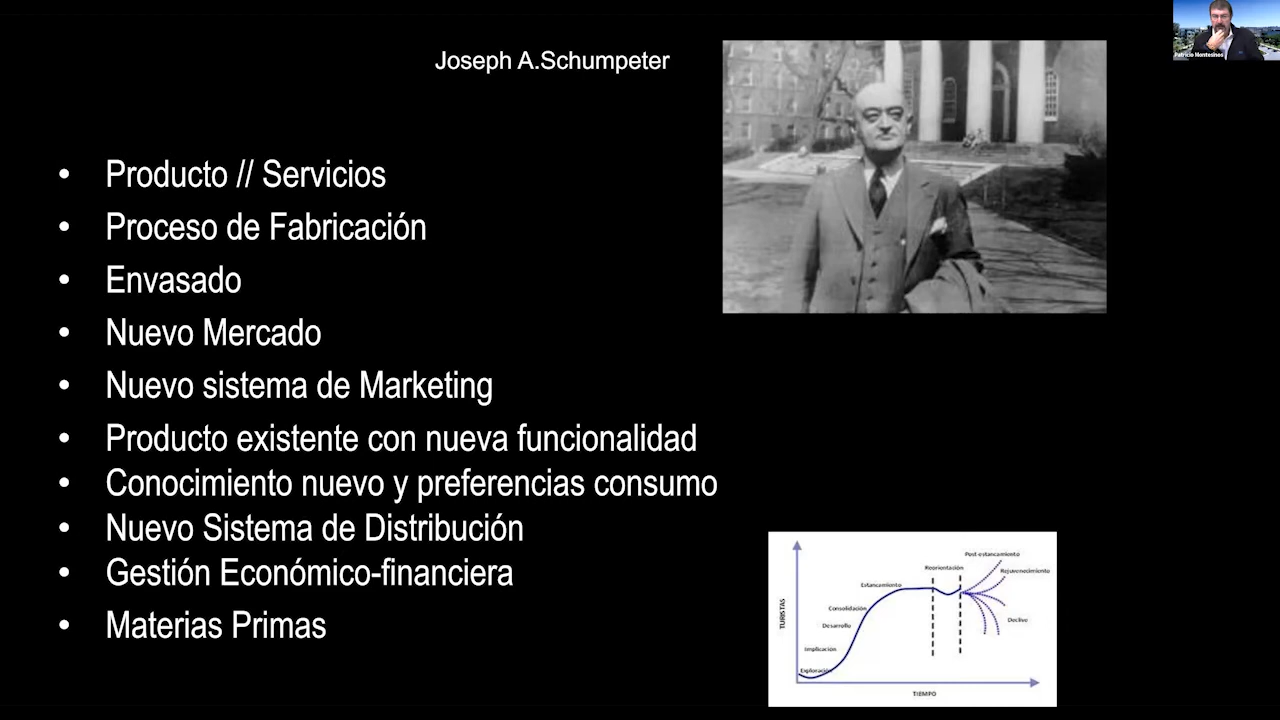 Joseph A.Schumpeter
Patricio Montesinos
• Producto // Servicios
• Proceso de Fabricación
• Envasado
• Nuevo Mercado
• Nuevo sistema de Marketing
• Producto existente con nueva funcionalidad
• Conocimiento nuevo y preferencias consumo
• Nuevo Sistema de Distribución
• Gestión Económico-financiera
• Materias Primas
Post-estancamiento
Reorientación
Rejuvenecimiento
Estancamiento
Consolidación
Desarrollo
Declive
Implicación
Exploración
TURISTAS
TIEMPO